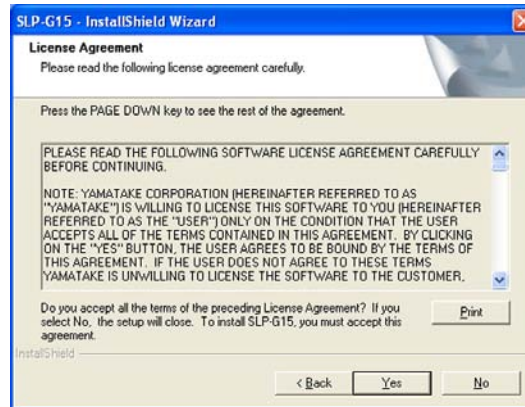 SLP-G15 - InstallShield Wizard
License Agreement
Please read the following license agreement carefully.
Press the PAGE DOWN key to see the rest of the agreement.
PLEASE READ THE FOLLOWING SOFTWARE LICENSE AGREEMENT CAREFULLY
BEFORE CONTINUING.
NOTE: YAMATAKE CORPORATION (HEREINAFTER REFERRED TO AS
"YAMATAKE") IS WILLING TO LICENSE THIS SOFTWARE TO YOU (HEREINAFTER
REFERRED TO AS THE "USER") ONLY ON THE CONDITION THAT THE USER
ACCEPTS ALL OF THE TERMS CONTAINED IN THIS AGREEMENT. BY CLICKING
ON THE "YES" BUTTON, THE USER AGREES TO BE BOUND BY THE TERMS OF
THIS AGREEMENT. IF THE USER DOES NOT AGREE TO THESE TERMS
YAMATAKE IS UNWILLING TO LICENSE THE SOFTWARE TO THE CUSTOMER,
Do you accept all the terms of the preceding License Agreement? If you
select No, the setup will close. To install SLP-G15, you must accept this
agreement.
Print
InstallShield
< Back
Yes
No